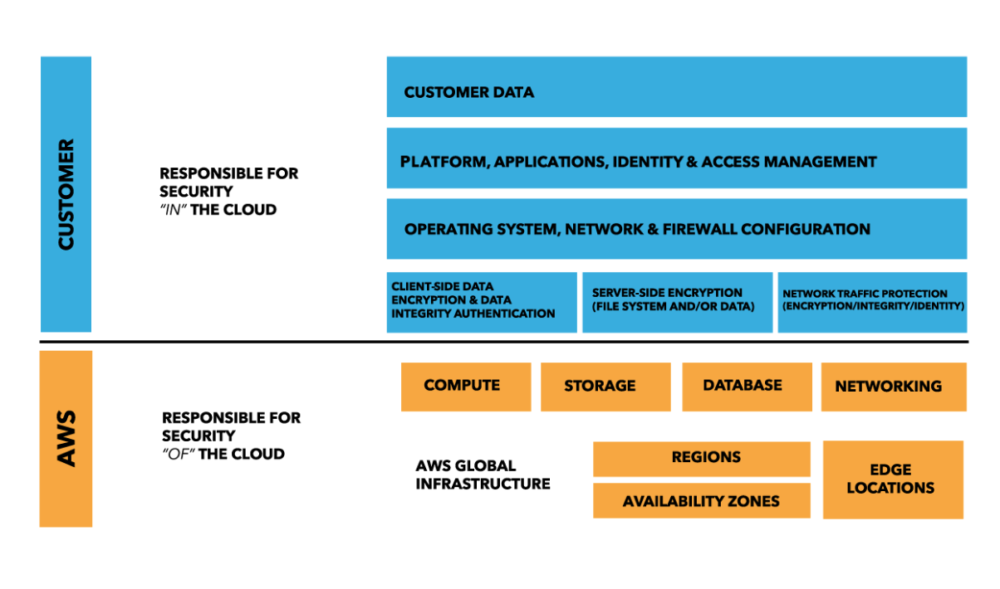 CUSTOMER
RESPONSIBLE FOR
SECURITY
“IN” THE CLOUD
CUSTOMER DATA
PLATFORM, APPLICATIONS, IDENTITY & ACCESS MANAGEMENT
OPERATING SYSTEM, NETWORK & FIREWALL CONFIGURATION
CLIENT-SIDE DATA
ENCRYPTION & DATA
INTEGRITY AUTHENTICATION
SERVER-SIDE ENCRYPTION
(FILE SYSTEM AND/OR DATA)
NETWORK TRAFFIC PROTECTION
(ENCRYPTION/INTEGRITY/IDENTITY)
AWS
RESPONSIBLE FOR
SECURITY
“OF” THE CLOUD
COMPUTE
STORAGE
DATABASE
NETWORKING
AWS GLOBAL
INFRASTRUCTURE
REGIONS
AVAILABILITY ZONES
EDGE
LOCATIONS